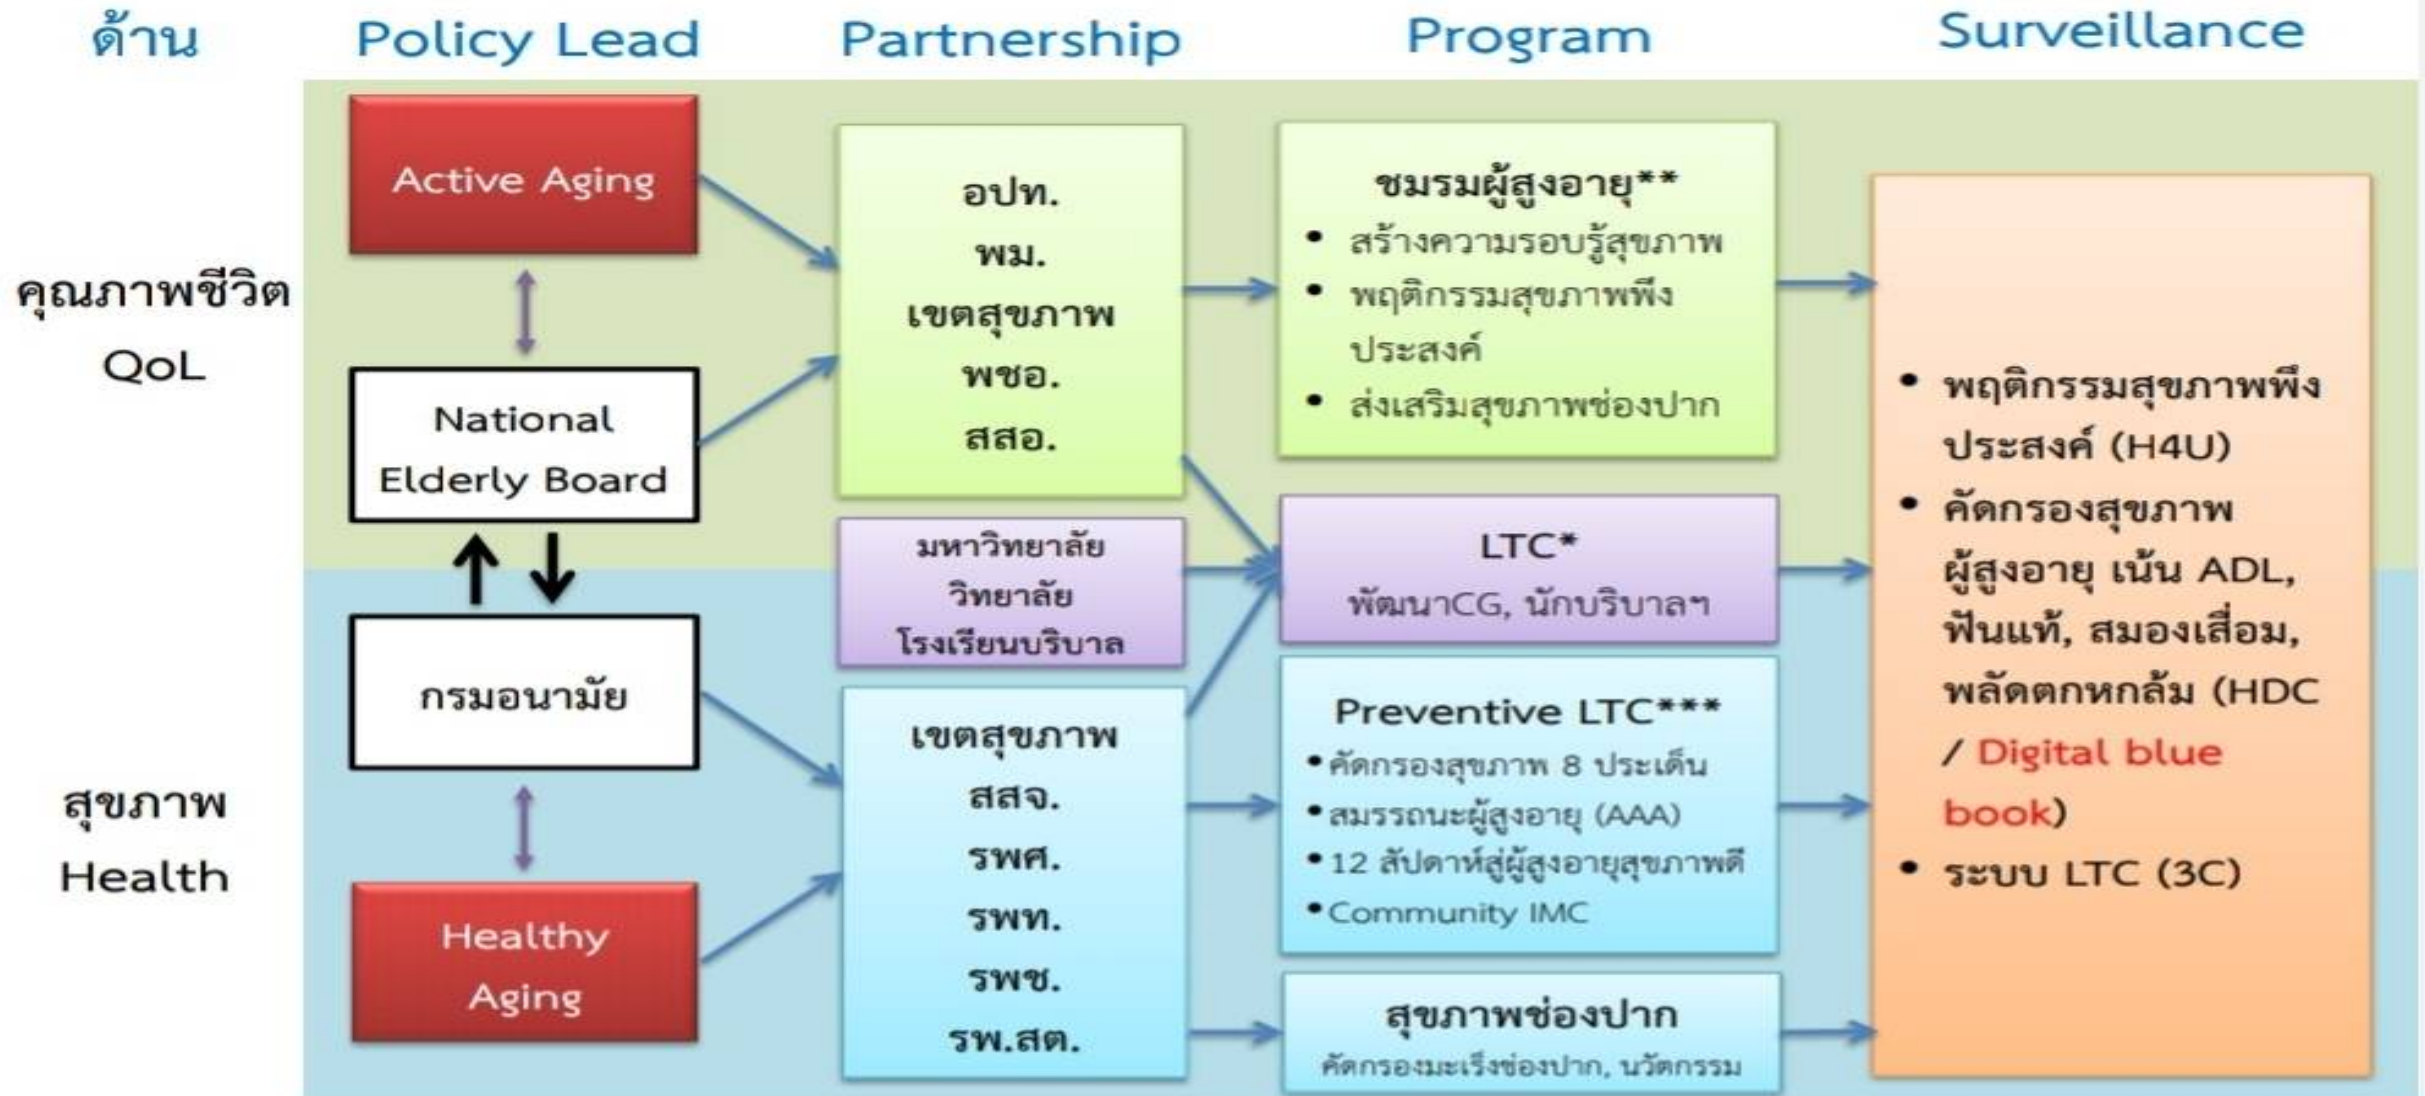 ด้าน
Policy Lead
Partnership
Program
Surveillance
คุณภาพชีวิต
QoL
สุขภาพ
Health
Active Aging
National
Elderly Board
กรมอนามัย
Healthy
Aging
อปท.
พม.
เขตสุขภาพ
พชอ.
สสอ.
มหาวิทยาลัย
วิทยาลัย
โรงเรียนบริบาล
เขตสุขภาพ
สสจ.
รพศ.
รพท.
รพช.
รพ.สต.
ชมรมผู้สูงอายุ**
• สร้างความรอบรู้สุขภาพ
• พฤติกรรมสุขภาพพึง
ประสงค์
• ส่งเสริมสุขภาพช่องปาก
LTC*
พัฒนาCG, นักบริบาลฯ
Preventive LTC***
• คัดกรองสุขภาพ 8 ประเด็น
• สมรรถนะผู้สูงอายุ (AAA)
• 12 สัปดาห์สู่ผู้สูงอายุสุขภาพดี
• Community IMC
สุขภาพช่องปาก
คัดกรองมะเร็งช่องปาก, นวัตกรรม
• พฤติกรรมสุขภาพพึง
ประสงค์ (H4U)
• คัดกรองสุขภาพ
ผู้สูงอายุ เน้น ADL,
ฟันแท้, สมองเสื่อม,
พลัดตกหกล้ม (HDC
/ Digital blue
book)
• ระบบ LTC (3C)